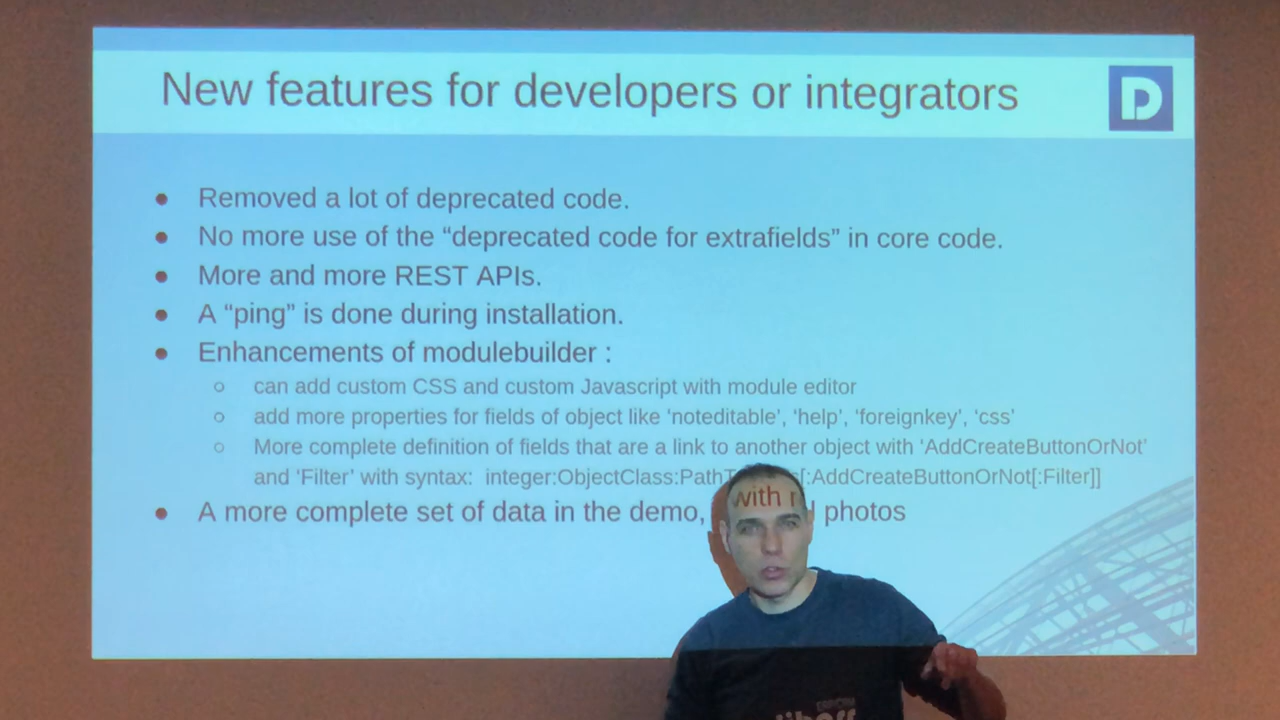 New features for developers or integrators
D
● Removed a lot of deprecated code.
● No more use of the “deprecated code for extrafields” in core code.
● More and more REST APIs.
● A “ping” is done during installation.
● Enhancements of modulebuilder :
○ can add custom CSS and custom Javascript with module editor
○ add more properties for fields of object like ‘noteditable’, ‘help’, ‘foreignkey’, ‘css’
○ More complete definition of fields that are a link to another object with ‘AddCreateButtonOrNot’
and ‘Filter’ with syntax: integer:ObjectClass: [:AddCreateButtonOrNot[:Filter]]
● A more complete set of data in the demo, with photos